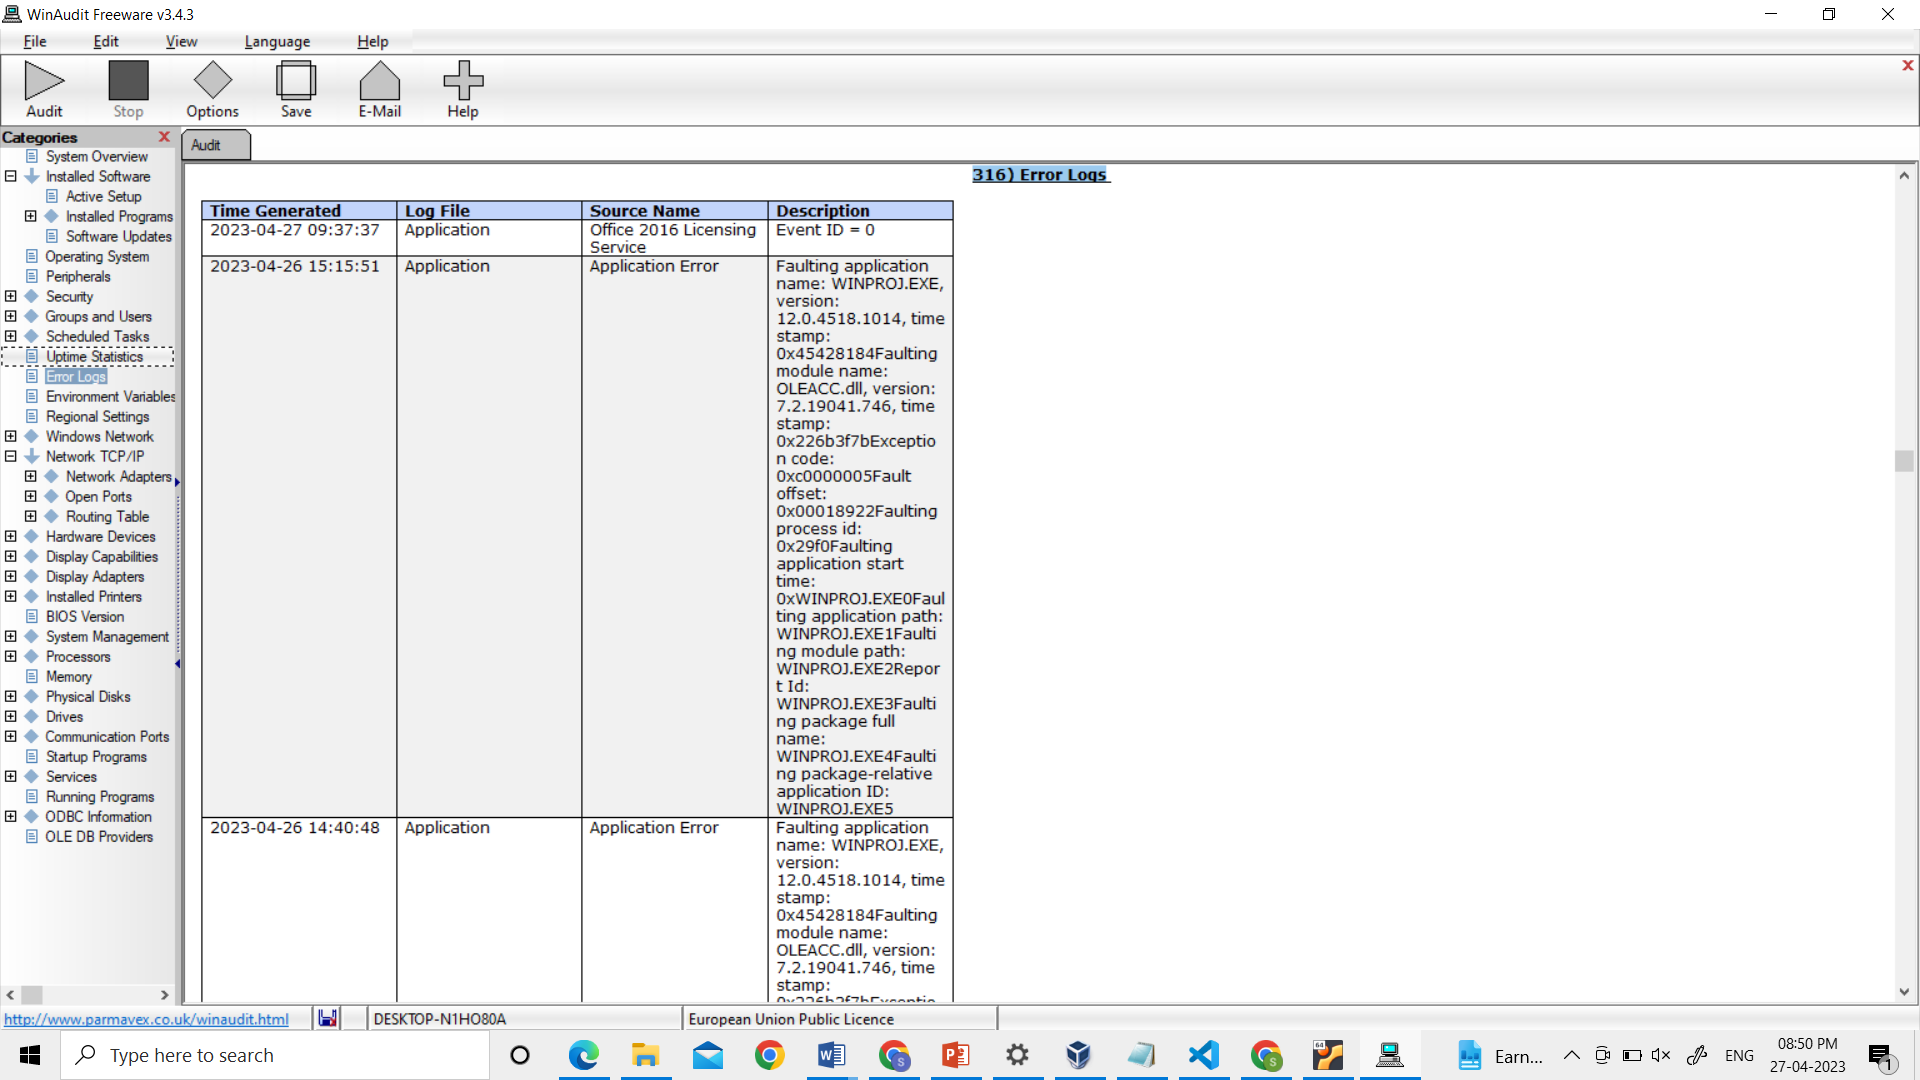 WinAudit Freeware v3.4.3
File Edit View Language Help
Audit Stop Options Save E-Mail Help
Categories
System Overview
Installed Software
Active Setup
Installed Programs
Software Updates
Operating System
Peripherals
Security
Groups and Users
Scheduled Tasks
Uptime Statistics
Error Logs
Environment Variables
Regional Settings
Windows Network
Network TCP/IP
Network Adapters
Open Ports
Routing Table
Hardware Devices
Display Capabilities
Display Adapters
Installed Printers
BIOS Version
System Management
Processors
Memory
Physical Disks
Drives
Communication Ports
Startup Programs
Services
Running Programs
ODBC Information
OLE DB Providers
Audit
316) Error Logs
Time Generated Log File Source Name Description
2023-04-27 09:37:37 Application Office 2016 Licensing Event ID = 0
Service
2023-04-26 15:15:51 Application Application Error Faulting application
name: WINPROJ.EXE,
version:
12.0.4518.1014, time
stamp:
0x45428184Faulting
module name:
OLEACC.dll, version:
7.2.19041.746, time
stamp:
0x226b3f7bExceptio
n code:
0xc0000005Fault
offset:
0x00018922Faulting
process id:
0x29f0Faulting
application start
time:
0xWINPROJ.EXE0Faul
ting application path:
WINPROJ.EXE1Faulti
ng module path:
WINPROJ.EXE2Repor
t Id:
WINPROJ.EXE3Faulti
ng package full
name:
WINPROJ.EXE4Faulti
ng package-relative
application ID:
WINPROJ.EXE5
2023-04-26 14:40:48 Application Application Error Faulting application
name: WINPROJ.EXE,
version:
12.0.4518.1014, time
stamp:
0x45428184Faulting
module name:
OLEACC.dll, version:
7.2.19041.746, time
stamp:
0x226b3f7bExceptio
http://www.parmavex.co.uk/winaudit.html DESKTOP-N1HO80A European Union Public Licence
Type here to search Earn... ENG 08:50 PM
27-04-2023
1